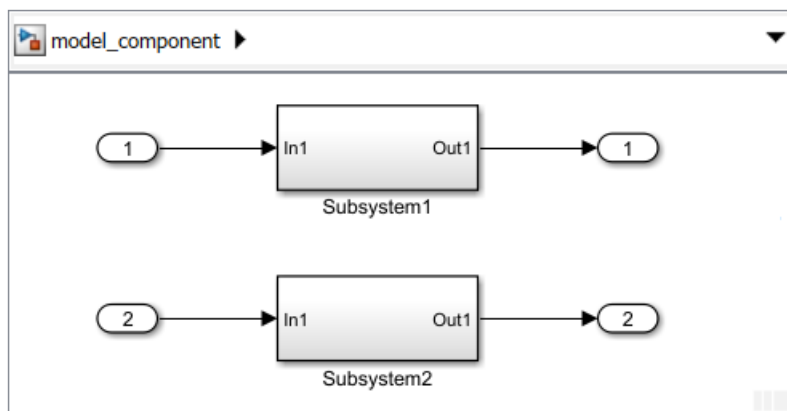 model_component
1 In1 Out1 1
Subsystem1
2 In1 Out1 2
Subsystem2